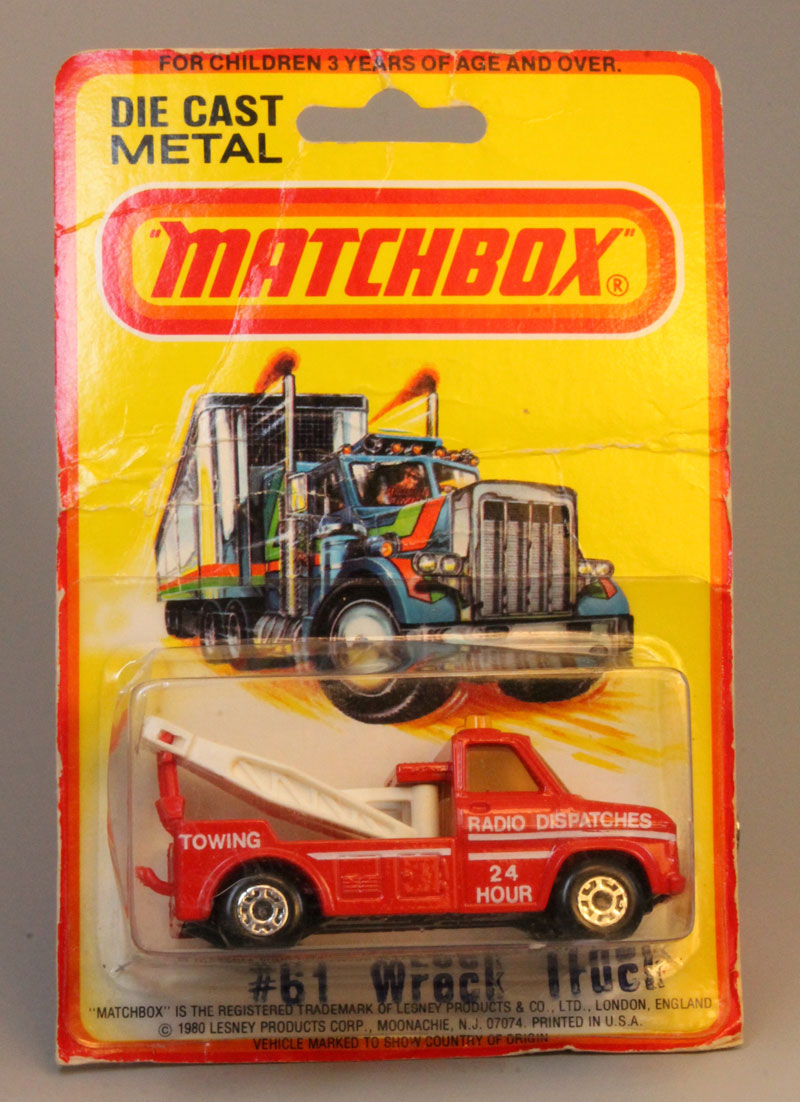 FOR CHILDREN 3 YEARS OF AGE AND OVER.
DIE CAST
METAL
"MATCHBOX"®
TOWING
RADIO DISPATCHES
24
HOUR
#61 Wreck Truck
"MATCHBOX" IS THE REGISTERED TRADEMARK OF LESNEY PRODUCTS & CO., LTD., LONDON, ENGLAND
© 1980 LESNEY PRODUCTS CORP., MOONACHIE, N.J. 07074. PRINTED IN U.S.A.
VEHICLE MARKED TO SHOW COUNTRY OF ORIGIN